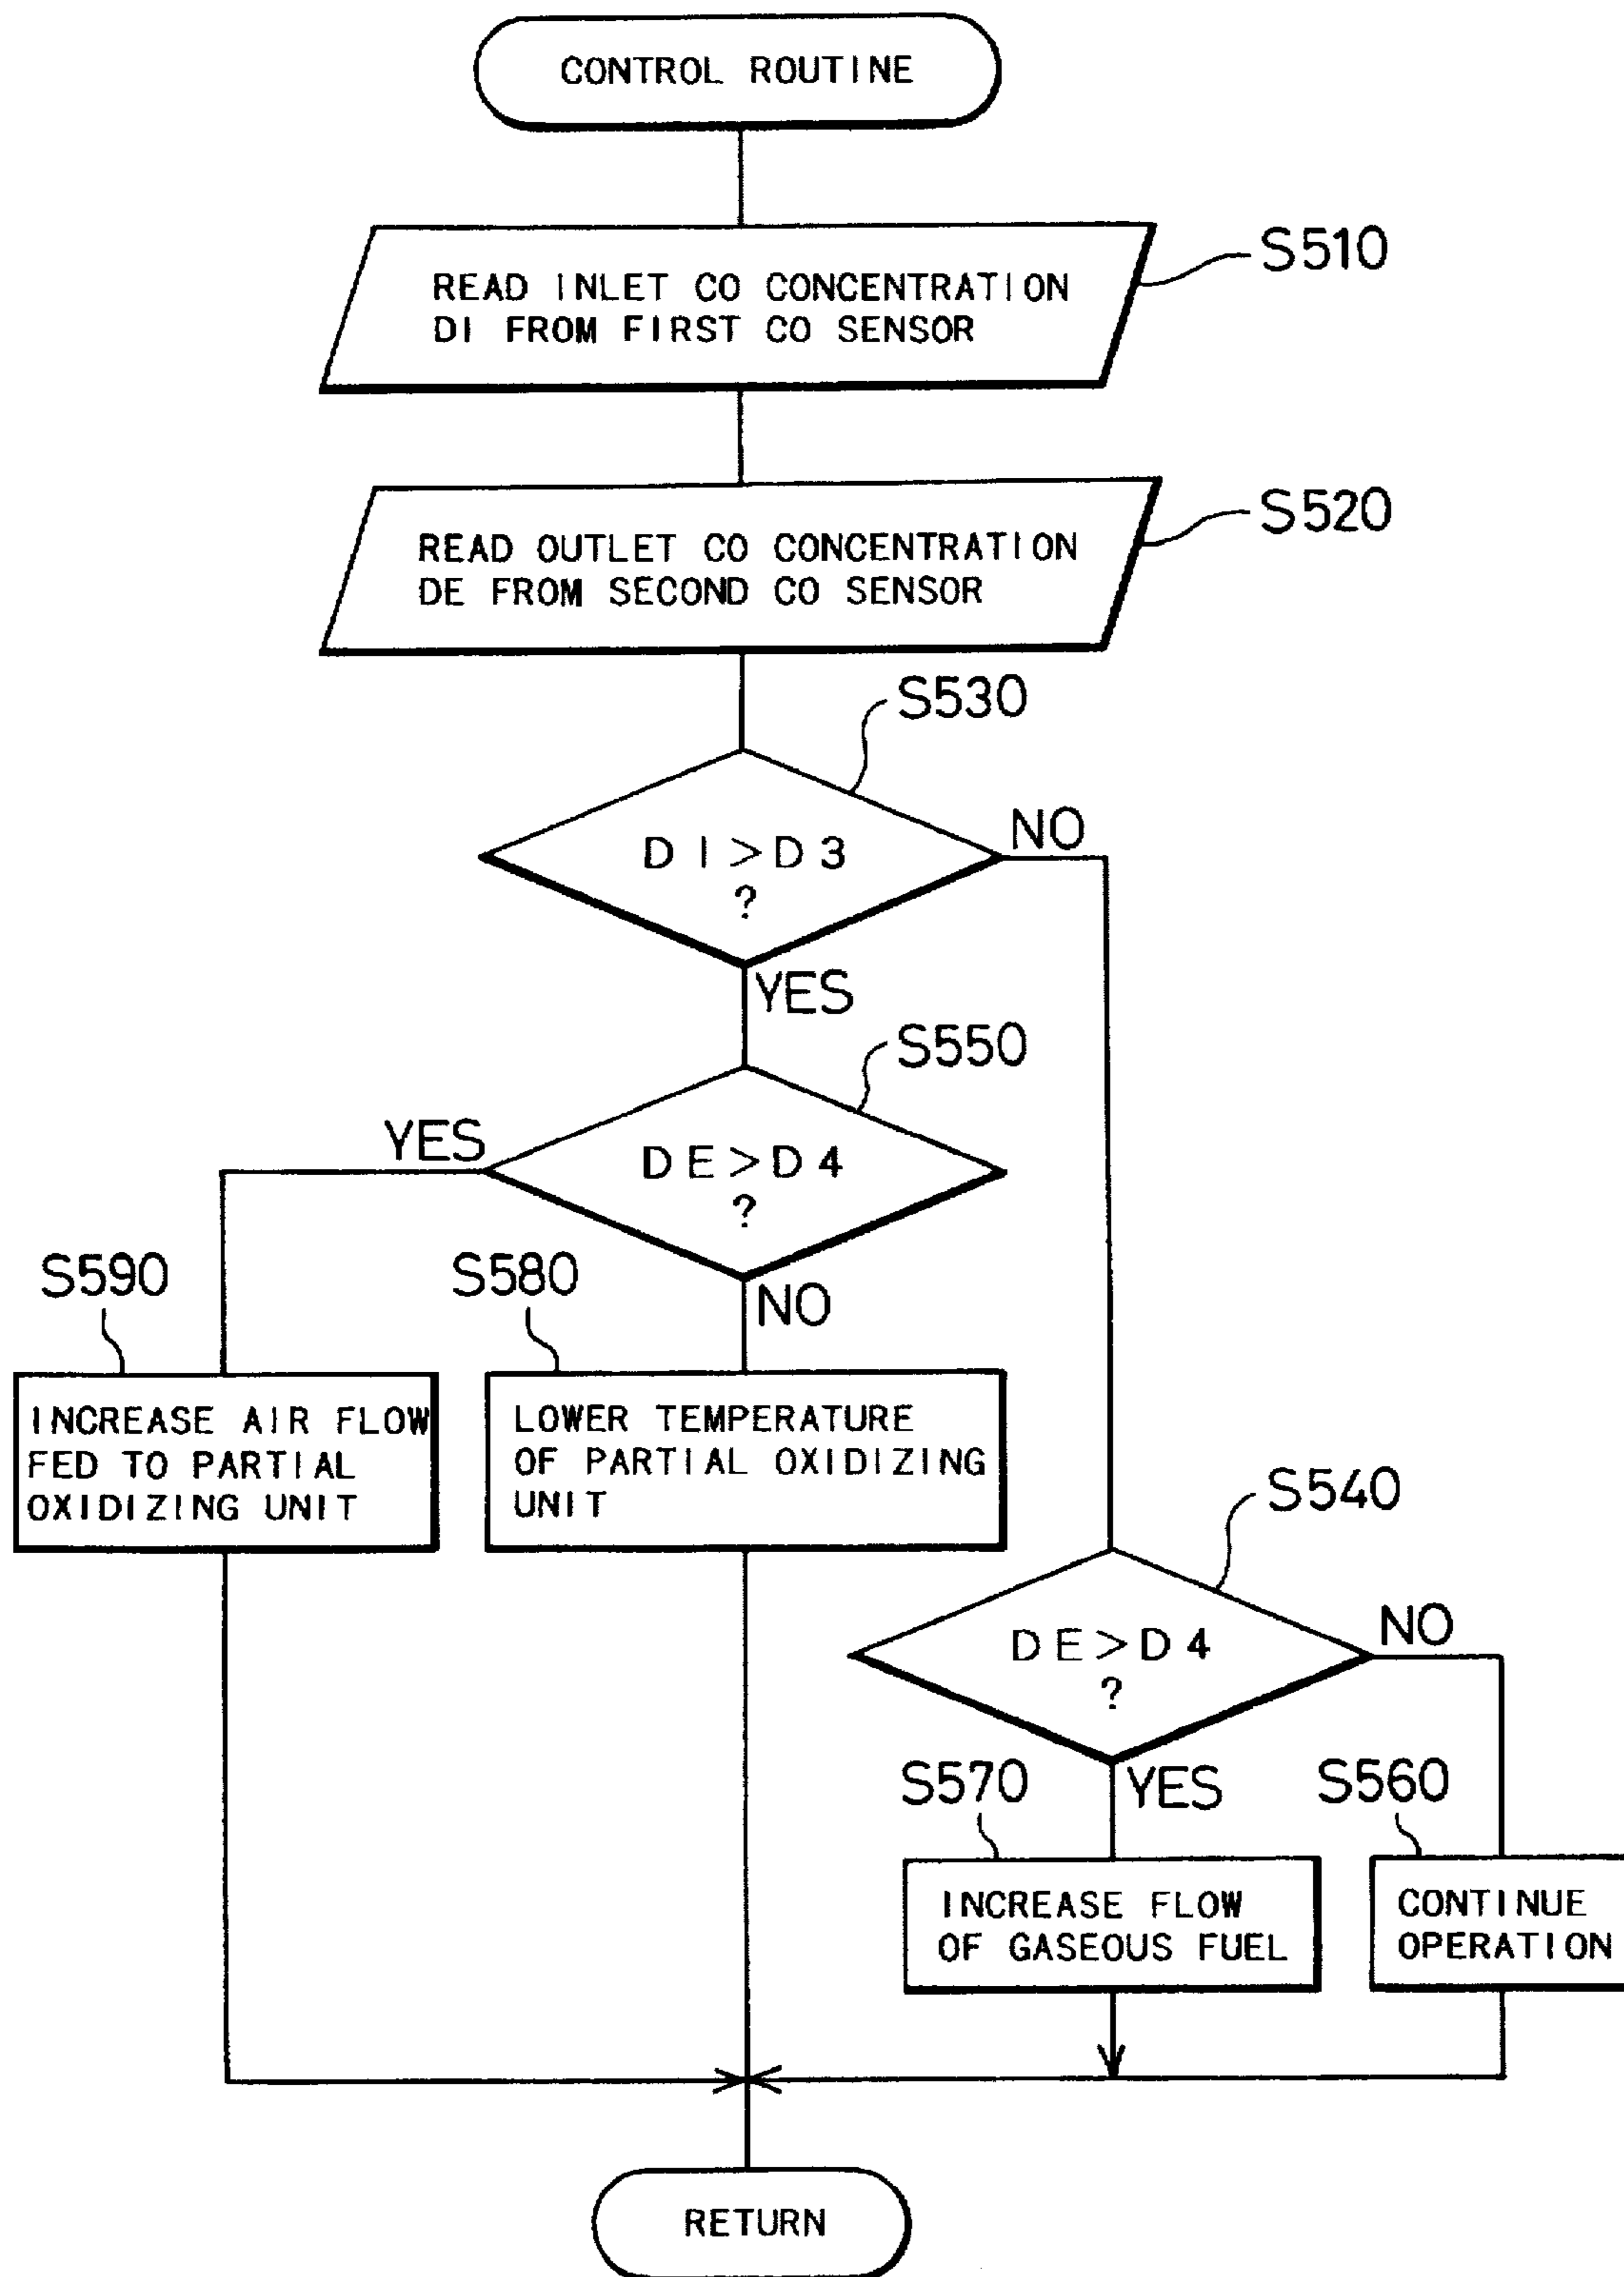 CONTROL ROUTINE
READ INLET CO CONCENTRATION
DI FROM FIRST CO SENSOR
S510
READ OUTLET CO CONCENTRATION
DE FROM SECOND CO SENSOR
S520
S530
DI>D3
?
NO
YES
S550
DE>D4
?
YES
NO
S590
INCREASE AIR FLOW
FED TO PARTIAL
OXIDIZING UNIT
S580
LOWER TEMPERATURE
OF PARTIAL OXIDIZING
UNIT
S540
DE>D4
?
NO
YES
S570
INCREASE FLOW
OF GASEOUS FUEL
S560
CONTINUE
OPERATION
RETURN